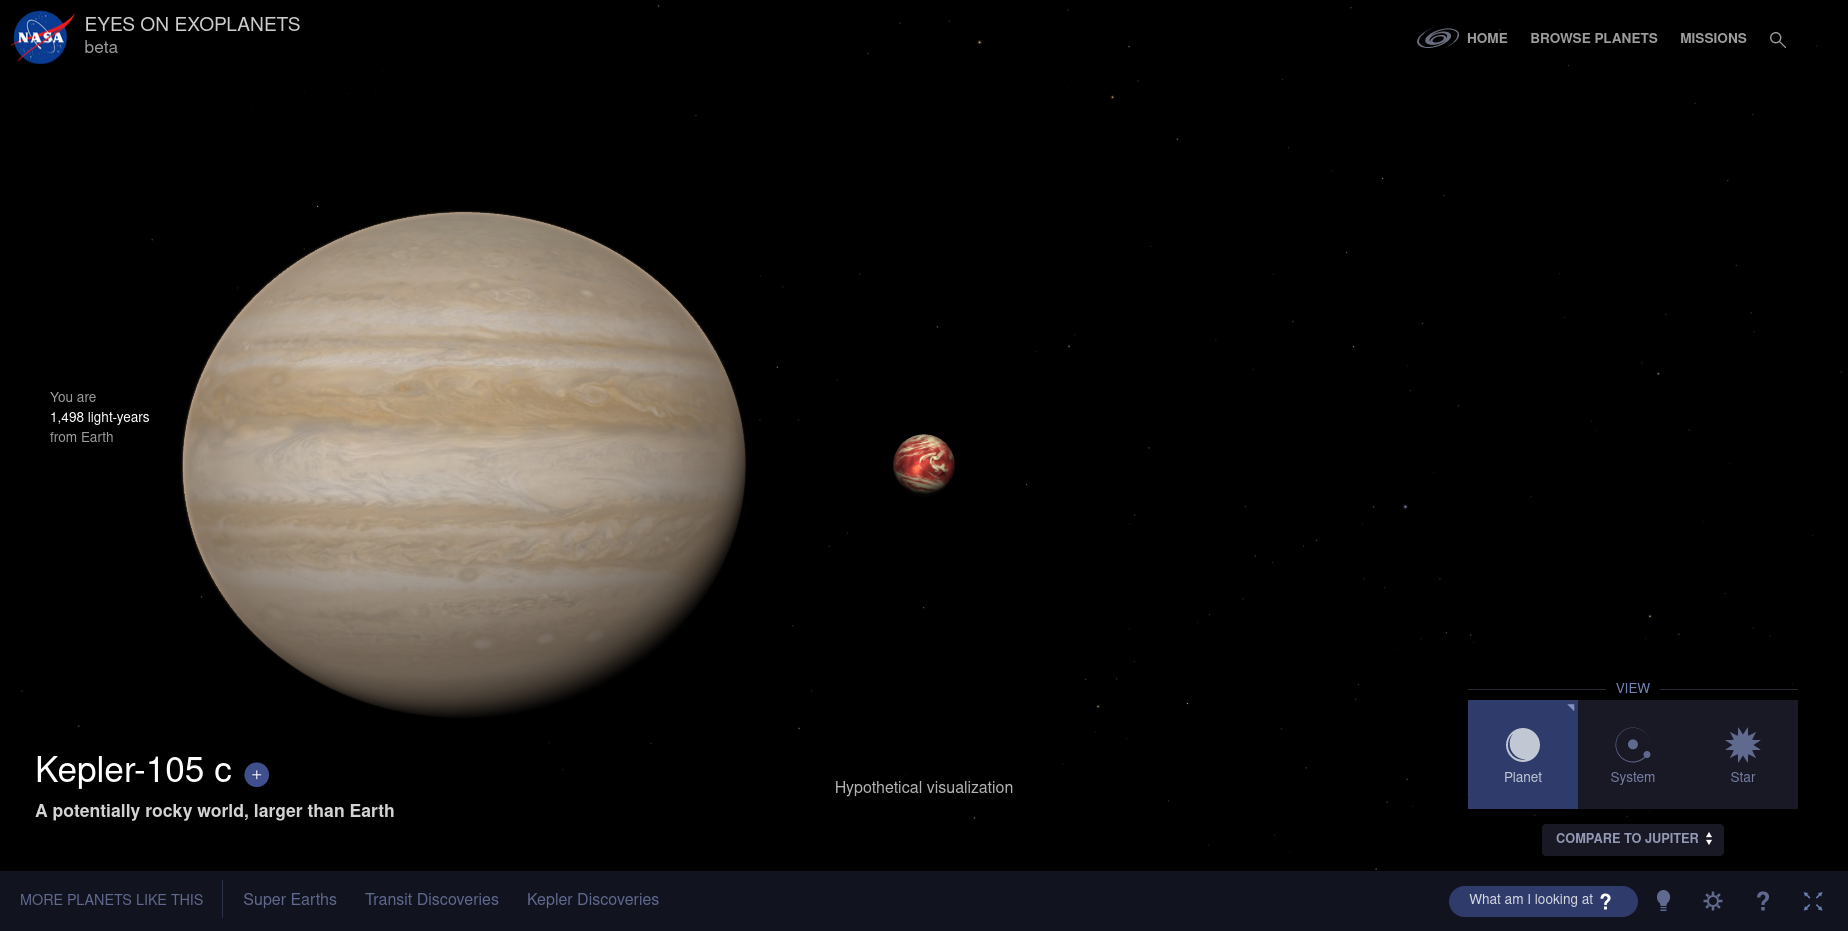 NASA
EYES ON EXOPLANETS
beta
HOME
BROWSE PLANETS
MISSIONS
You are
1,498 light-years
from Earth
Kepler-105 c +
A potentially rocky world, larger than Earth
Hypothetical visualization
VIEW
Planet
System
Star
COMPARE TO JUPITER
MORE PLANETS LIKE THIS
Super Earths
Transit Discoveries
Kepler Discoveries
What am I looking at ?
?